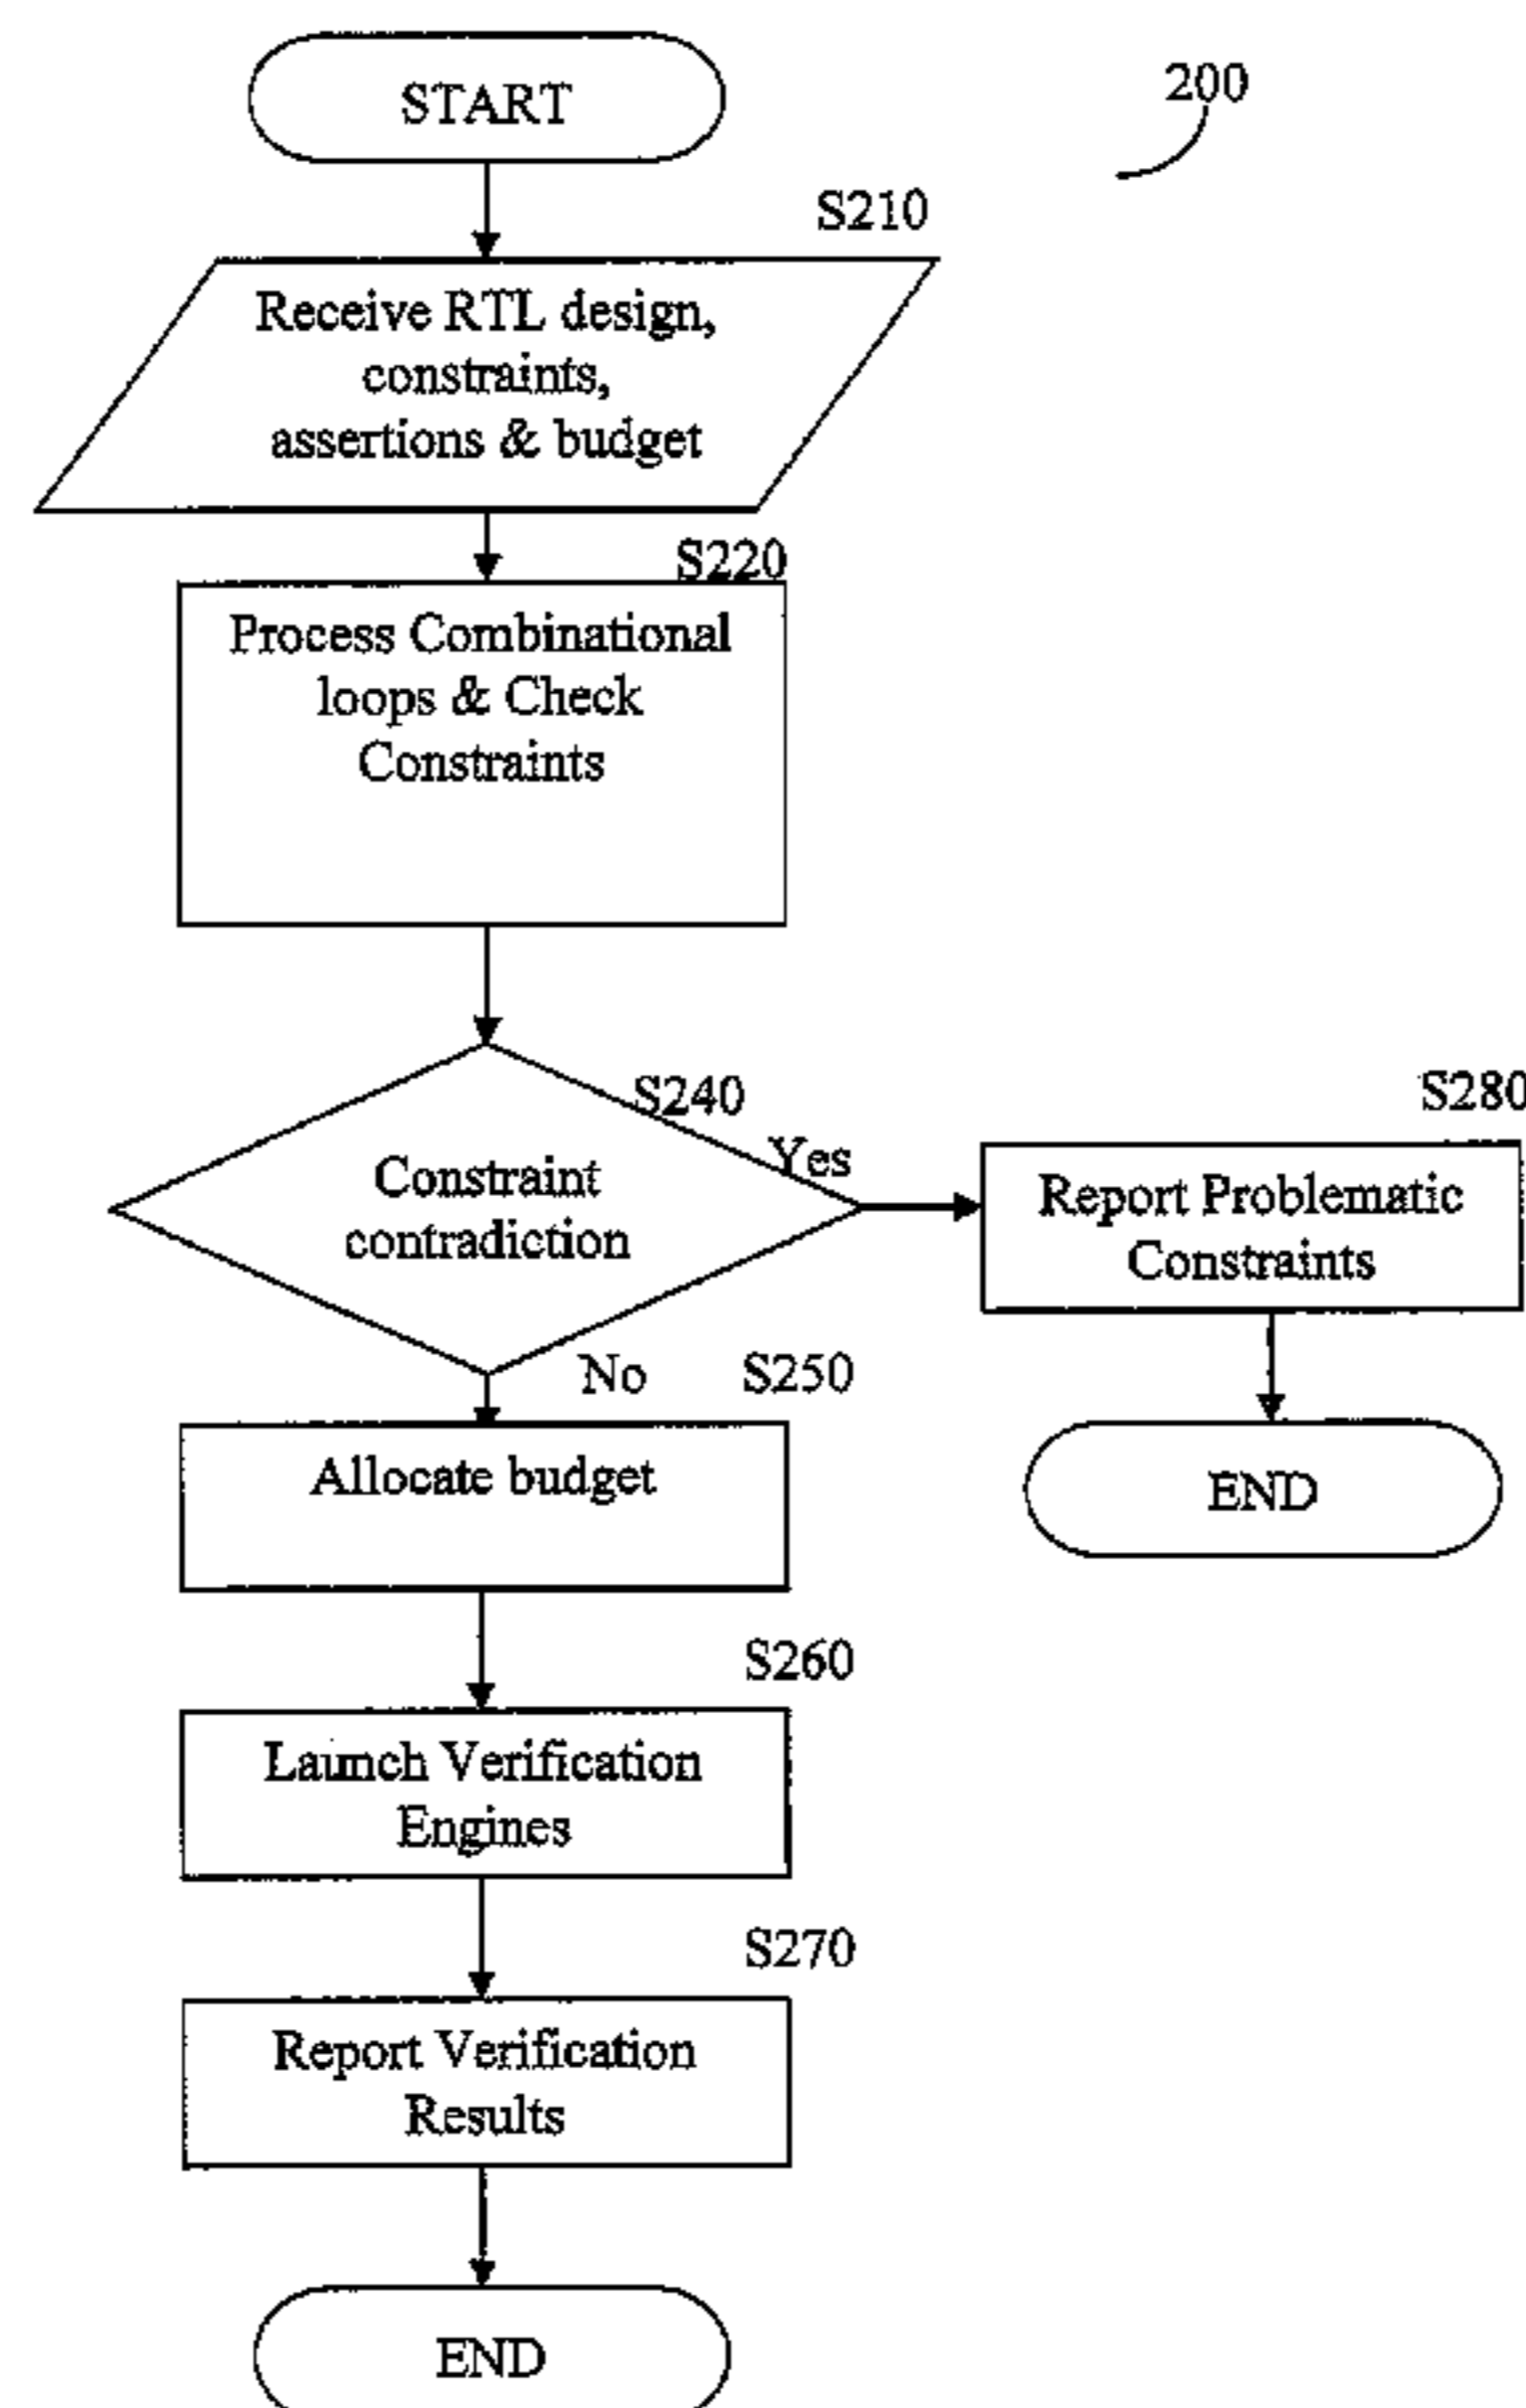 START
200
S210
Receive RTL design,
constraints,
assertions & budget
S220
Process Combinational
loops & Check
Constraints
S240
Constraint
contradiction
Yes
S280
Report Problematic
Constraints
END
No
S250
Allocate budget
S260
Launch Verification
Engines
S270
Report Verification
Results
END